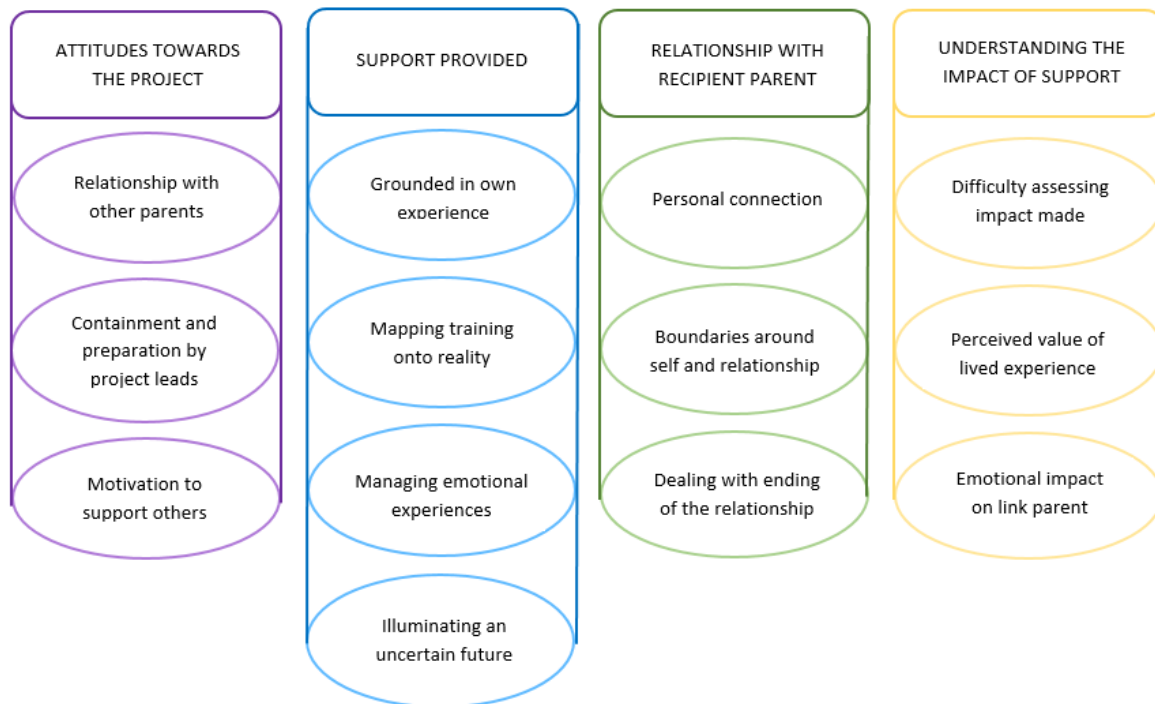 ATTITUDES TOWARDS
THE PROJECT
Relationship with
other parents
Containment and
preparation by
project leads
Motivation to
support others
SUPPORT PROVIDED
Grounded in own
experience
Mapping training
onto reality
Managing emotional
experiences
Illuminating an
uncertain future
RELATIONSHIP WITH
RECIPIENT PARENT
Personal connection
Boundaries around
self and relationship
Dealing with ending
of the relationship
UNDERSTANDING THE
IMPACT OF SUPPORT
Difficulty assessing
impact made
Perceived value of
lived experience
Emotional impact
on link parent